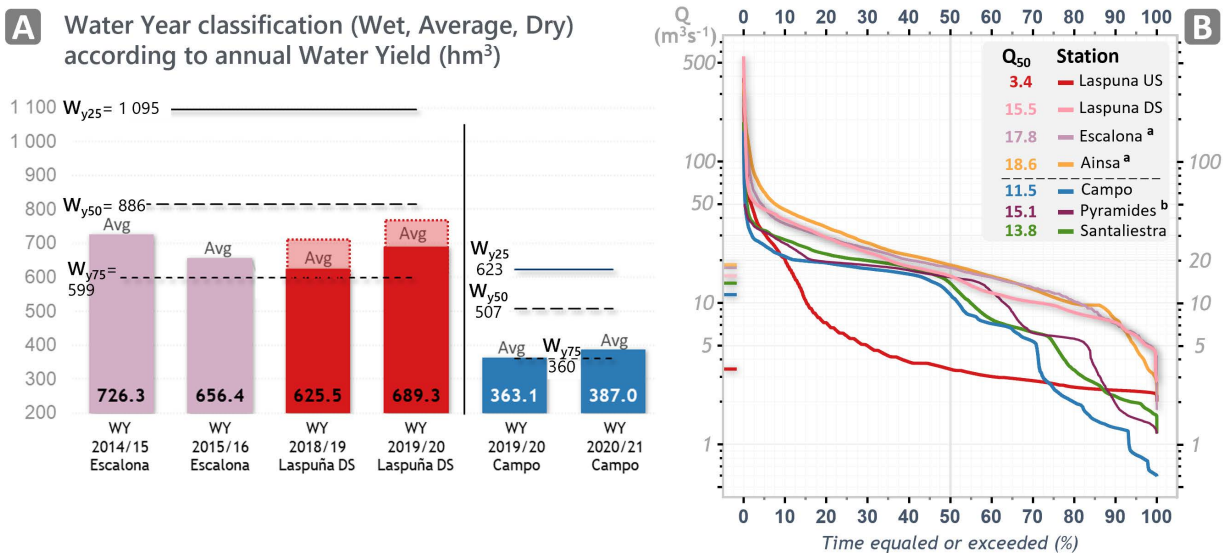 A
Water Year classification (Wet, Average, Dry)
according to annual Water Yield (hm³)
1 100
1 000
900
800
700
600
500
400
300
200
Wy25= 1 095
Wy50= 886
Wy75=
599
Avg
Avg
Avg
Avg
Wy25
623
Wy50
507
Wy75
360
Avg
Avg
726.3
656.4
625.5
689.3
363.1
387.0
WY
2014/15
Escalona
WY
2015/16
Escalona
WY
2018/19
Laspuña DS
WY
2019/20
Laspuña DS
WY
2019/20
Campo
WY
2020/21
Campo
B
Q
(m³s⁻¹)
0 10 20 30 40 50 60 70 80 90 100
500
100
50
20
10
5
1
100
20
10
5
1
Q50 Station
3.4 Laspuna US
15.5 Laspuna DS
17.8 Escalona a
18.6 Ainsa a
11.5 Campo
15.1 Pyramides b
13.8 Santaliestra
0 10 20 30 40 50 60 70 80 90 100
Time equaled or exceeded (%)